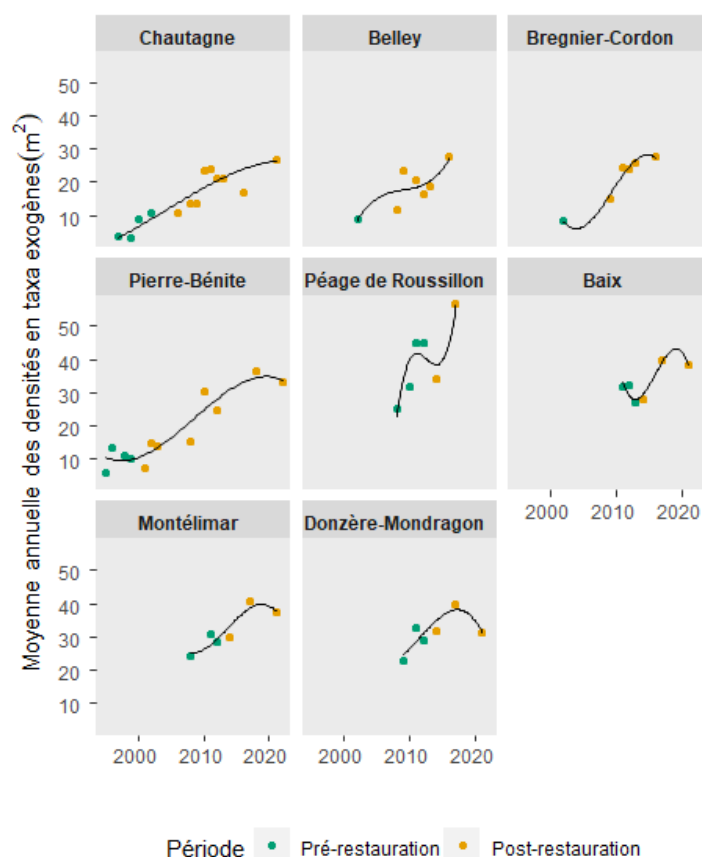 Chautagne Belley Bregnier-Cordon
50
40
30
20
10
Pierre-Bénite Péage de Roussillon Baix
50
40
30
20
10
2000 2010 2020
Montélimar Donzère-Mondragon
50
40
30
20
10
2000 2010 2020 2000 2010 2020
Moyenne annuelle des densités en taxa exogènes(m²)
Période Pré-restauration Post-restauration